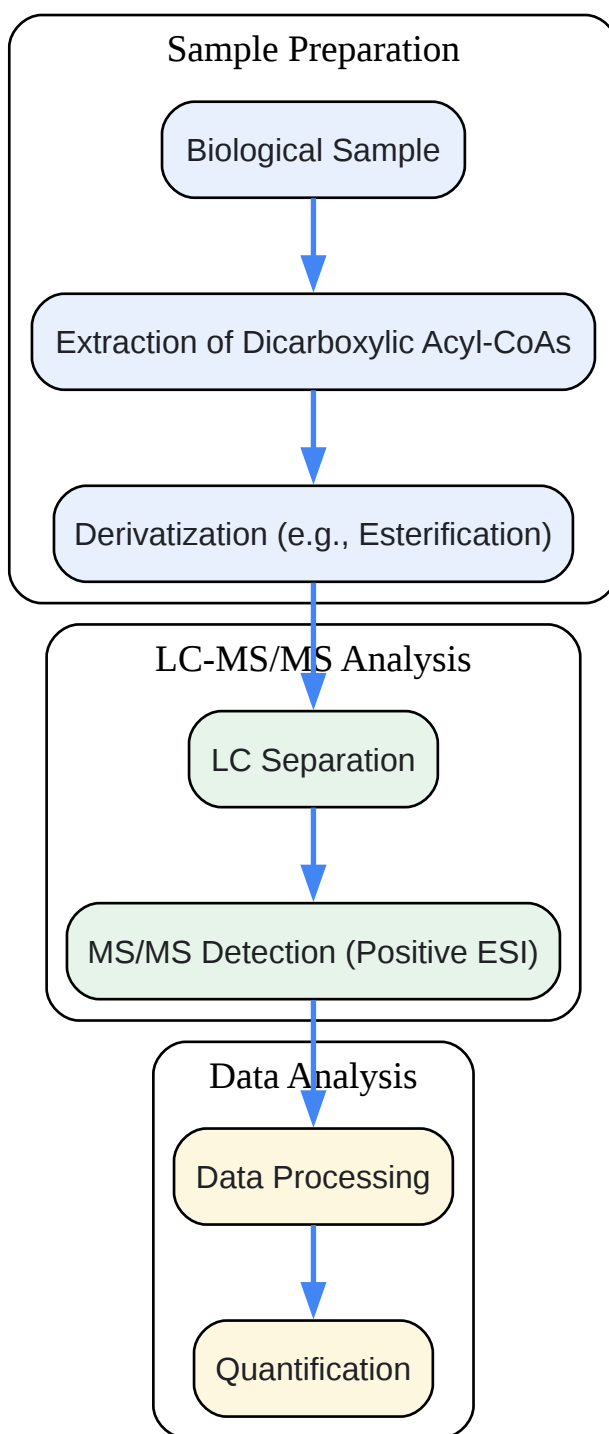 Sample Preparation
Biological Sample
Extraction of Dicarboxylic Acyl-CoAs
Derivatization (e.g., Esterification)
LC-MS/MS Analysis
LC Separation
MS/MS Detection (Positive ESI)
Data Analysis
Data Processing
Quantification